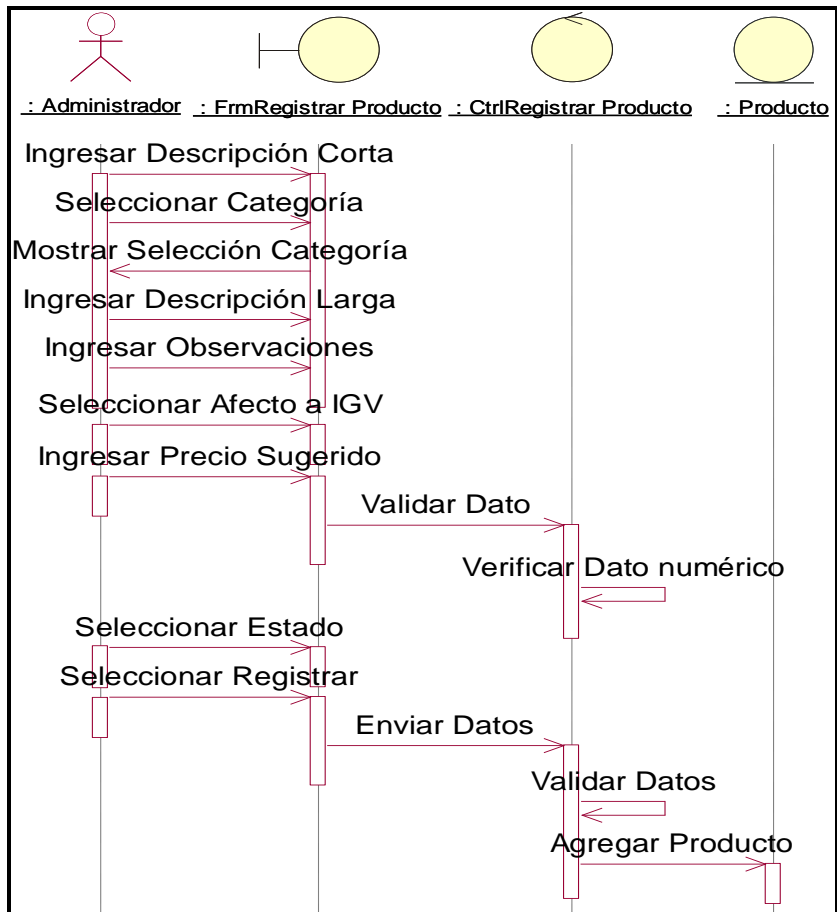 : Administrador : FrmRegistrar Producto : CtrlRegistrar Producto : Producto
Ingresar Descripción Corta
Seleccionar Categoría
Mostrar Selección Categoría
Ingresar Descripción Larga
Ingresar Observaciones
Seleccionar Afecto a IGV
Ingresar Precio Sugerido
Validar Dato
Verificar Dato numérico
Seleccionar Estado
Seleccionar Registrar
Enviar Datos
Validar Datos
Agregar Producto